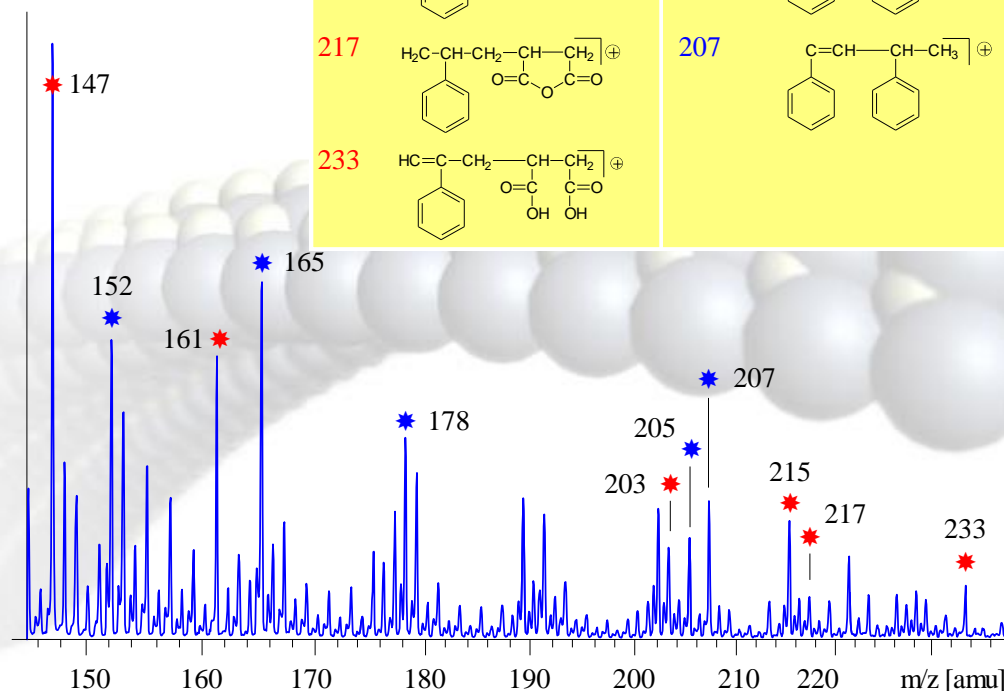 217
H₂C—CH—CH₂—CH—CH₂
O=C C=O
O
⊕
207
C=CH—CH—CH₃
⊕
233
HC=C—CH₂—CH—CH₂
O=C C=O
OH OH
⊕
147
152
161
165
178
203
205
207
215
217
233
150 160 170 180 190 200 210 220 m/z [amu]